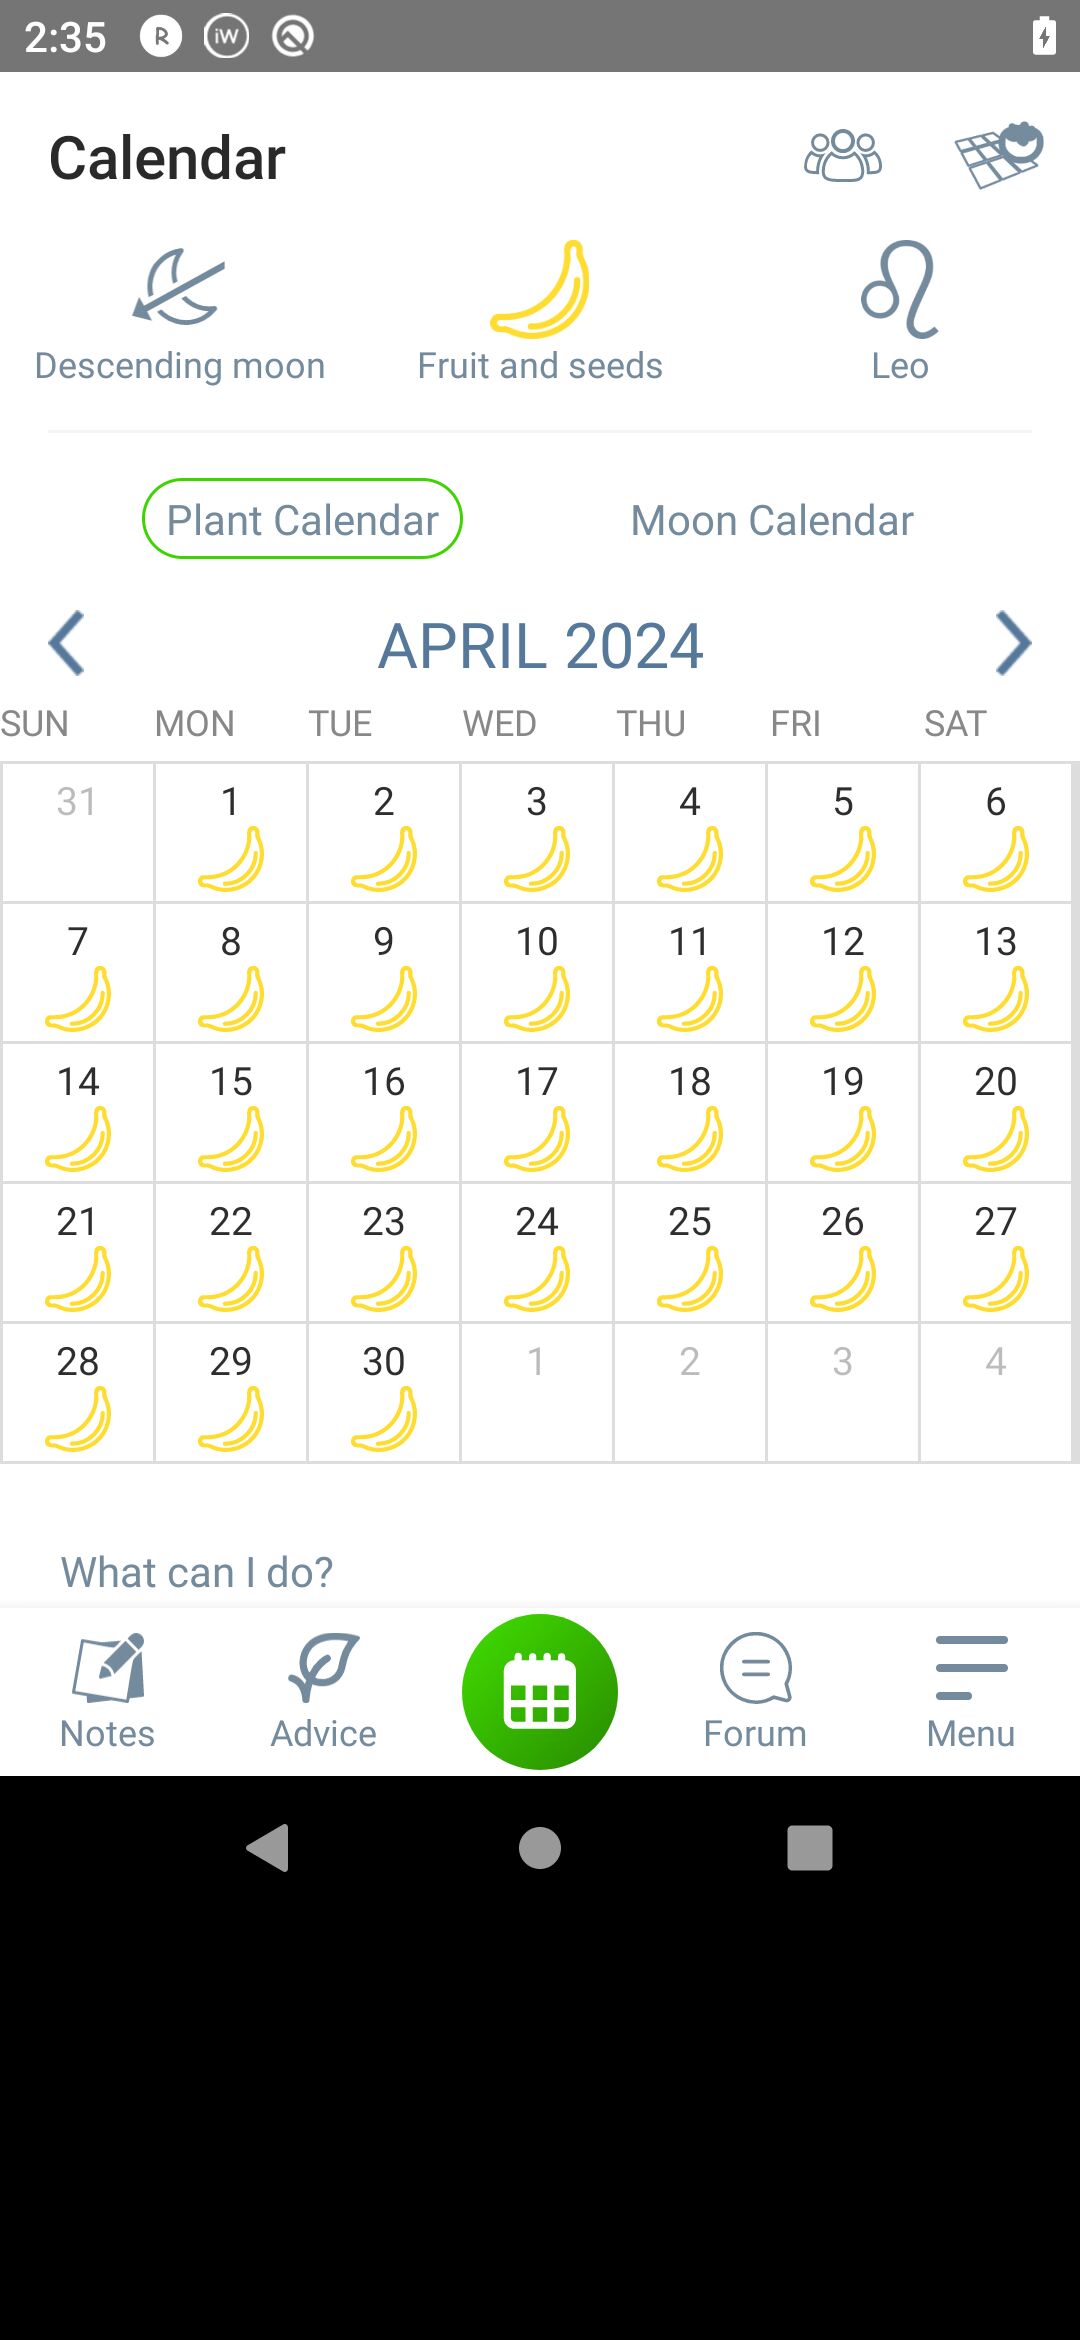 2:35
Calendar
Descending moon Fruit and seeds Leo
Plant Calendar Moon Calendar
APRIL 2024
SUN MON TUE WED THU FRI SAT
31 1 2 3 4 5 6
7 8 9 10 11 12 13
14 15 16 17 18 19 20
21 22 23 24 25 26 27
28 29 30 1 2 3 4
What can I do?
Notes Advice Forum Menu